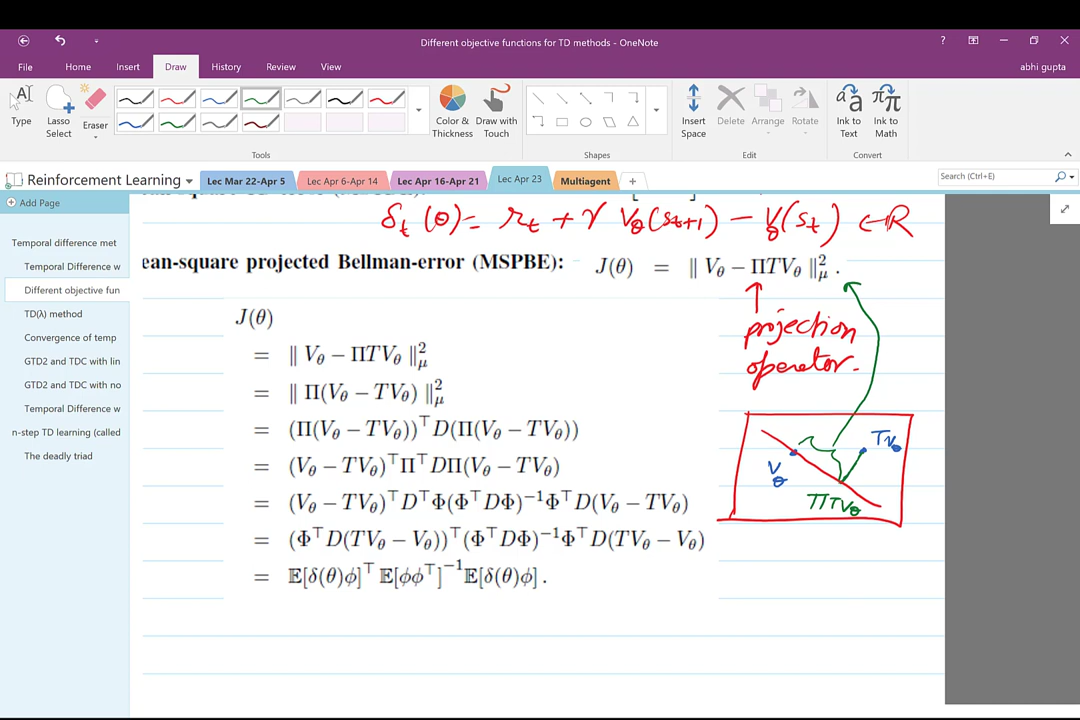 Different objective functions for TD methods - OneNote
File Home Insert Draw History Review View
abhi gupta
Type
Lasso Select
Eraser
Color & Thickness
Draw with Touch
Insert Space
Delete
Arrange
Rotate
Ink to Text
Ink to Math
Tools
Shapes
Edit
Convert
Reinforcement Learning
Lec Mar 22-Apr 5
Lec Apr 6-Apr 14
Lec Apr 16-Apr 21
Lec Apr 23
Multiagent
Search (Ctrl+E)
Add Page
Temporal difference met
Temporal Difference w
Different objective fun
TD(λ) method
Convergence of temp
GTD2 and TDC with lin
GTD2 and TDC with no
Temporal Difference w
n-step TD learning (called
The deadly triad
δ_t(θ) = r_t + γ V_θ(s_{t+1}) − V_θ(s_t) ← ℝ
ean-square projected Bellman-error (MSPBE): J(θ) = ‖ V_θ − ΠTV_θ ‖²_μ .
projection
operator.
J(θ)
= ‖ V_θ − ΠTV_θ ‖²_μ
= ‖ Π(V_θ − TV_θ) ‖²_μ
= (Π(V_θ − TV_θ))^⊤ D(Π(V_θ − TV_θ))
= (V_θ − TV_θ)^⊤ Π^⊤ DΠ(V_θ − TV_θ)
= (V_θ − TV_θ)^⊤ D^⊤ Φ(Φ^⊤ DΦ)^{−1} Φ^⊤ D(V_θ − TV_θ)
= (Φ^⊤ D(TV_θ − V_θ))^⊤ (Φ^⊤ DΦ)^{−1} Φ^⊤ D(TV_θ − V_θ)
= 𝔼[δ(θ)φ]^⊤ 𝔼[φφ^⊤]^{−1} 𝔼[δ(θ)φ] .
TV_θ
V_θ
ΠTV_θ